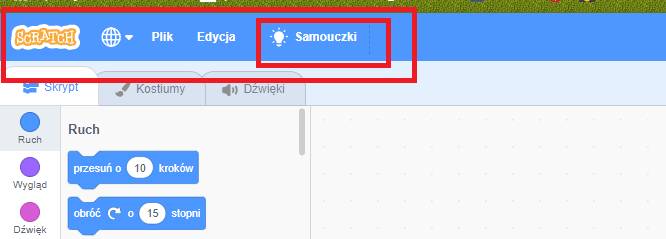 SCRATCH Plik Edycja Samouczki
Skrypt Kostiumy Dźwięki
Ruch
Ruch
przesuń o 10 kroków
Wygląd
obróć o 15 stopni
Dźwięk